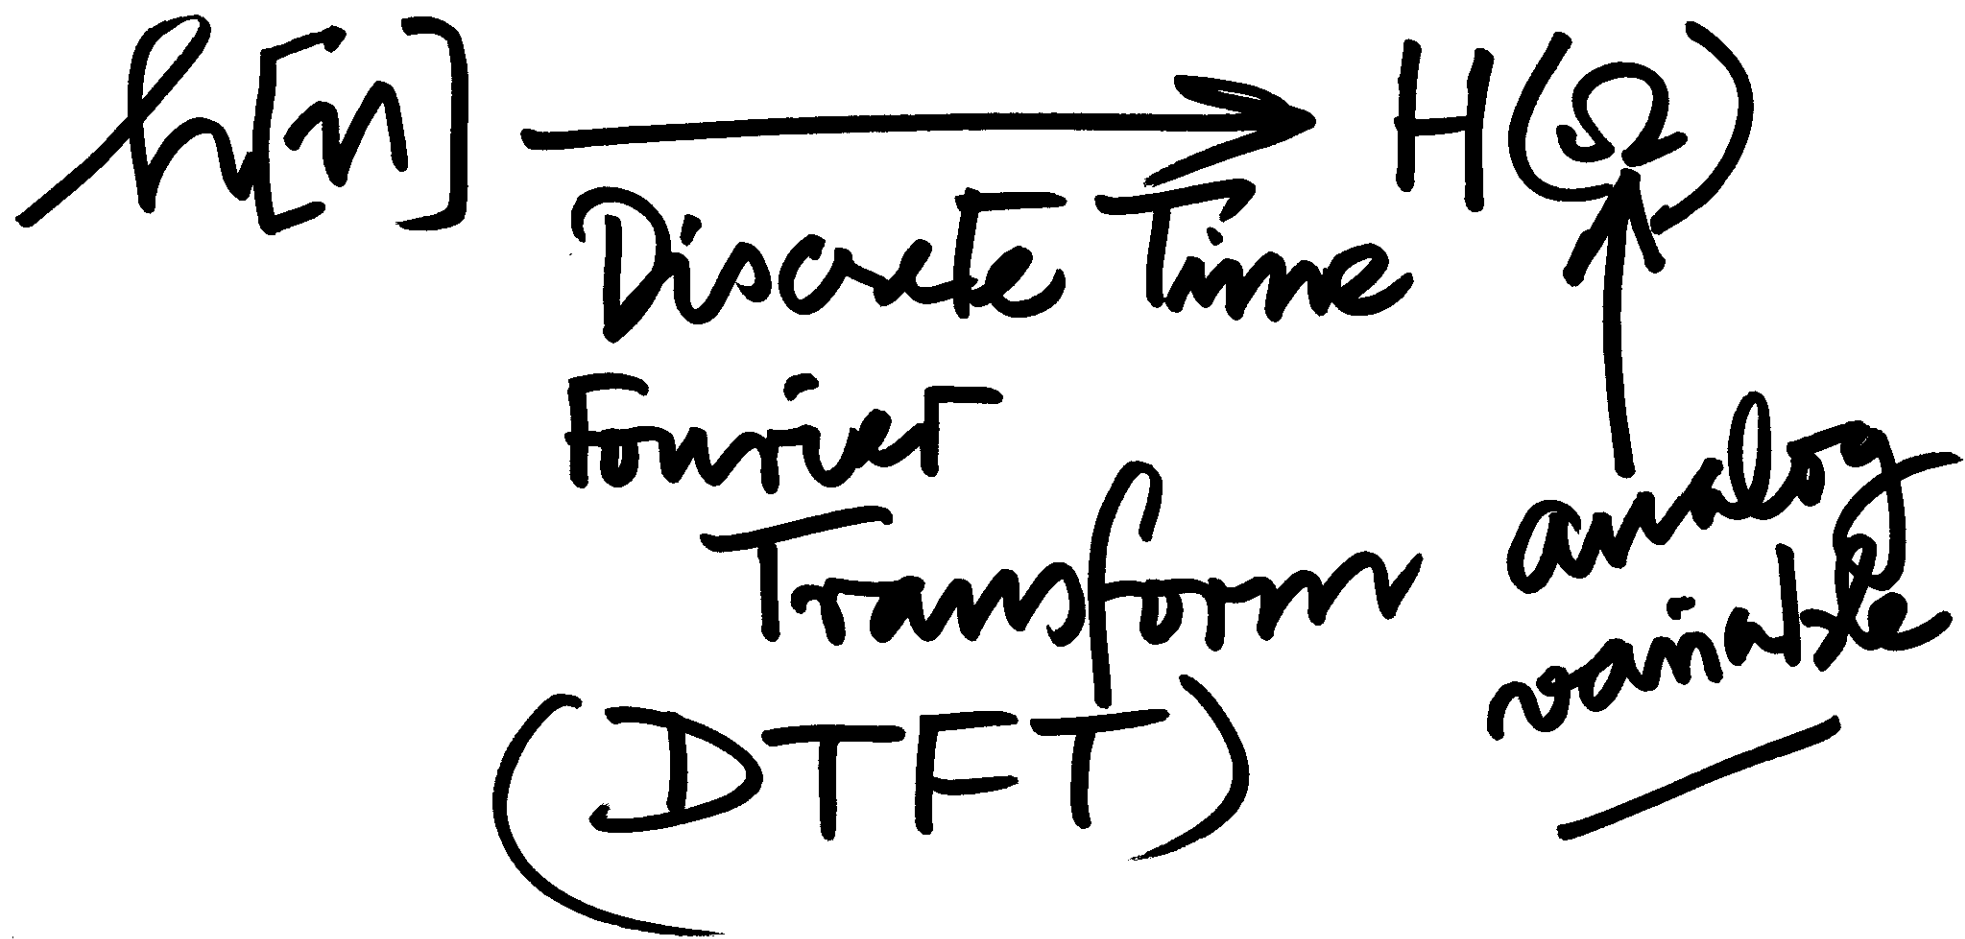 h[n] → H(Ω)
Discrete Time
Fourier
Transform
(DTFT)
analog
variable